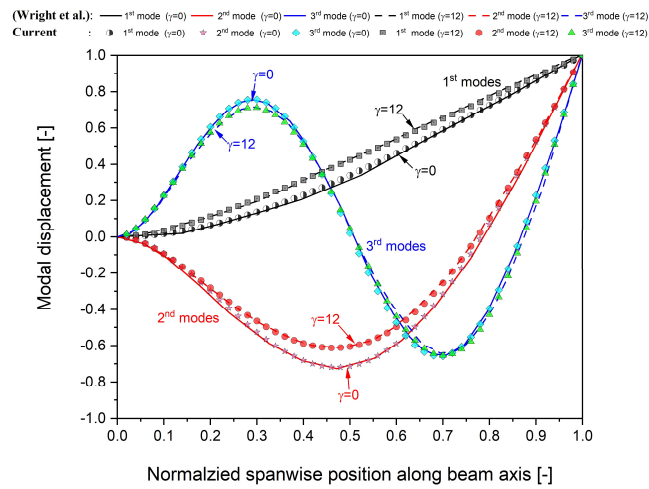 (Wright et al.): 1st mode (γ=0) 2nd mode (γ=0) 3rd mode (γ=0) 1st mode (γ=12) 2nd mode (γ=12) 3rd mode (γ=12)
Current : 1st mode (γ=0) 2nd mode (γ=0) 3rd mode (γ=0) 1st mode (γ=12) 2nd mode (γ=12) 3rd mode (γ=12)
1.0
0.8
0.6
0.4
0.2
0.0
-0.2
-0.4
-0.6
-0.8
-1.0
Modal displacement [-]
γ=0
γ=12
1st modes
γ=12
γ=0
3rd modes
2nd modes
γ=12
γ=0
0.0 0.1 0.2 0.3 0.4 0.5 0.6 0.7 0.8 0.9 1.0
Normalzied spanwise position along beam axis [-]